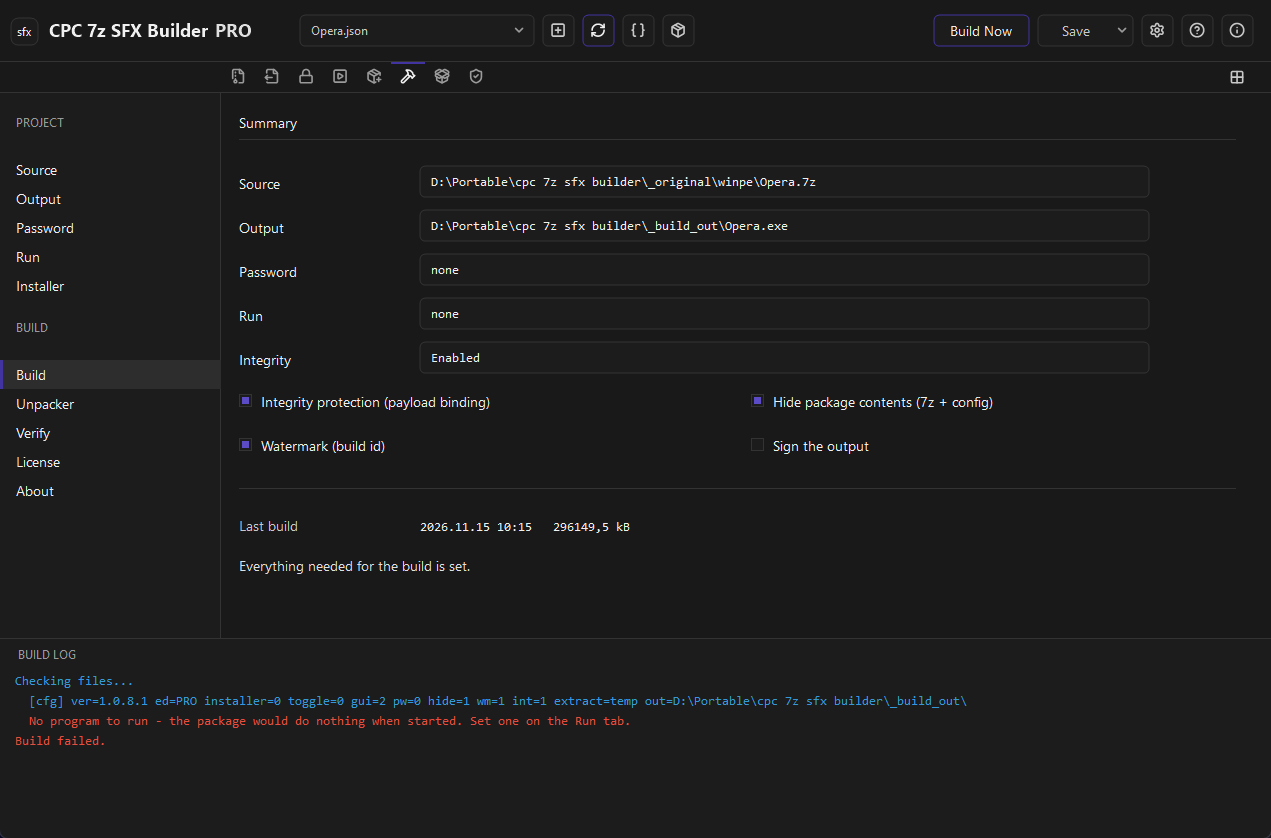 sfx CPC 7z SFX Builder PRO Opera.json Build Now Save
PROJECT
Source
Output
Password
Run
Installer
BUILD
Build
Unpacker
Verify
License
About
Summary
Source D:\Portable\cpc 7z sfx builder\_original\winpe\Opera.7z
Output D:\Portable\cpc 7z sfx builder\_build_out\Opera.exe
Password none
Run none
Integrity Enabled
Integrity protection (payload binding) Hide package contents (7z + config)
Watermark (build id) Sign the output
Last build 2026.11.15 10:15 296149,5 kB
Everything needed for the build is set.
BUILD LOG
Checking files...
[cfg] ver=1.0.8.1 ed=PRO installer=0 toggle=0 gui=2 pw=0 hide=1 wm=1 int=1 extract=temp out=D:\Portable\cpc 7z sfx builder\_build_out\
No program to run - the package would do nothing when started. Set one on the Run tab.
Build failed.